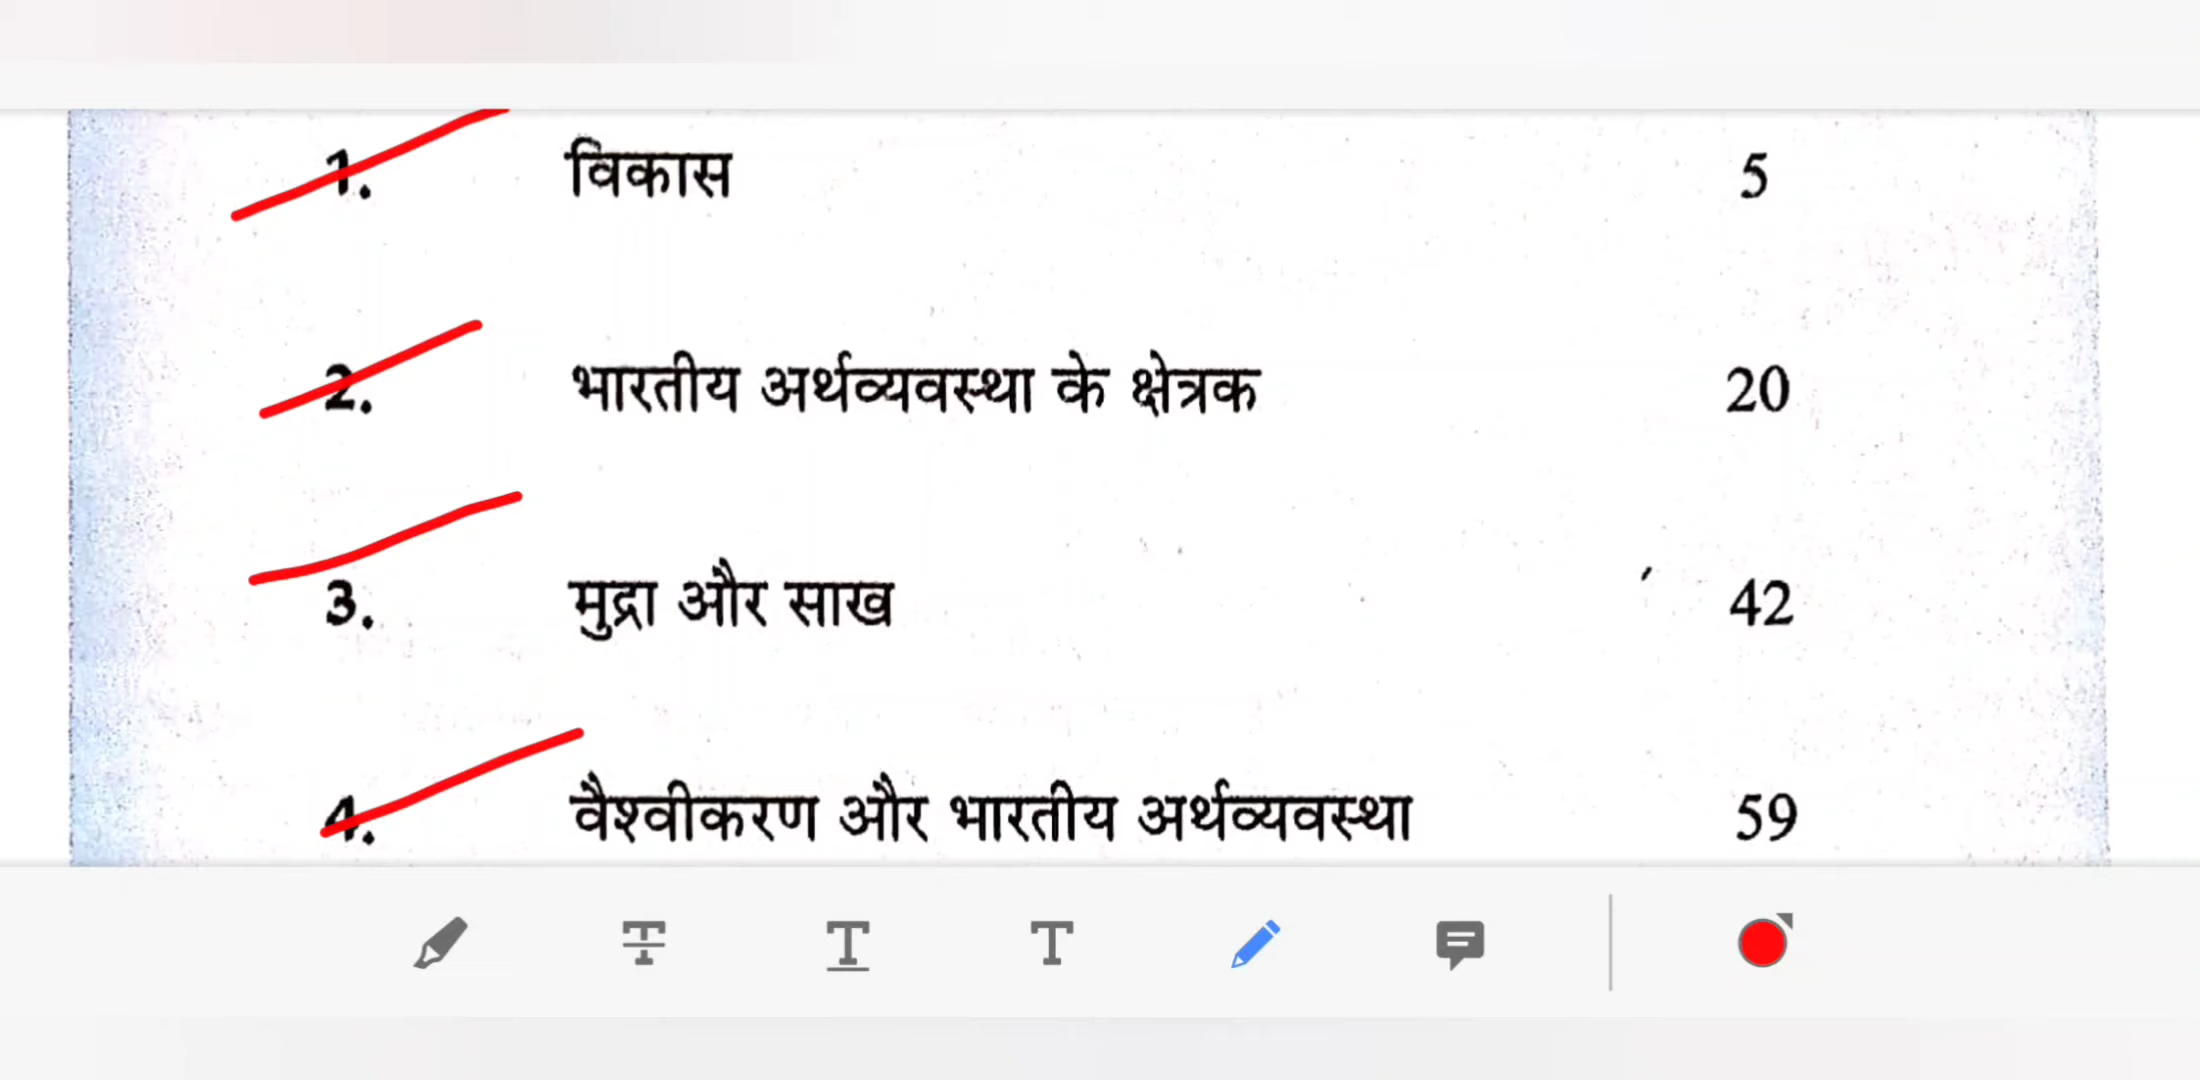 1. विकास 5
2. भारतीय अर्थव्यवस्था के क्षेत्रक 20
3. मुद्रा और साख 42
4. वैश्वीकरण और भारतीय अर्थव्यवस्था 59